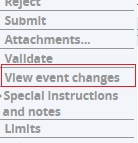 Reject
Submit
Attachments...
Validate
View event changes
Special instructions
and notes
Limits